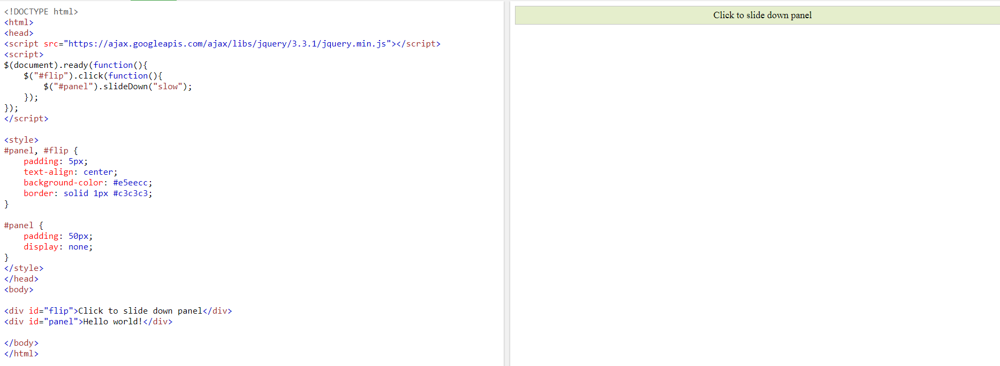 <!DOCTYPE html>
<html>
<head>
<script src="https://ajax.googleapis.com/ajax/libs/jquery/3.3.1/jquery.min.js"></script>
<script>
$(document).ready(function(){
    $("#flip").click(function(){
        $("#panel").slideDown("slow");
    });
});
</script>

<style>
#panel, #flip {
    padding: 5px;
    text-align: center;
    background-color: #e5eecc;
    border: solid 1px #c3c3c3;
}

#panel {
    padding: 50px;
    display: none;
}
</style>
</head>
<body>

<div id="flip">Click to slide down panel</div>
<div id="panel">Hello world!</div>

</body>
</html>
Click to slide down panel